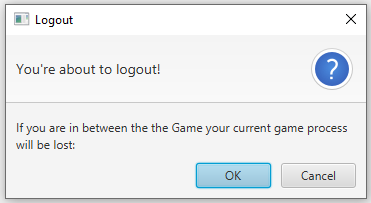 Logout
You're about to logout!
If you are in between the the Game your current game process
will be lost:
OK Cancel